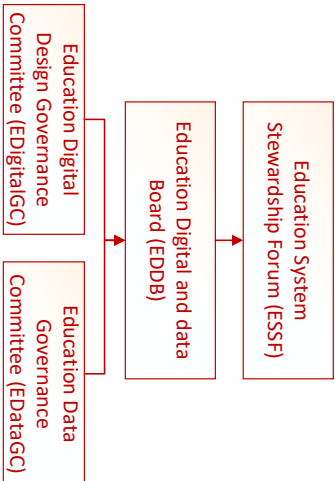 Education System
Stewardship Forum (ESSF)
Education Digital and data
Board (EDDB)
Education Digital
Design Governance
Committee (EDigitalGC)
Education Data
Governance
Committee (EDataGC)